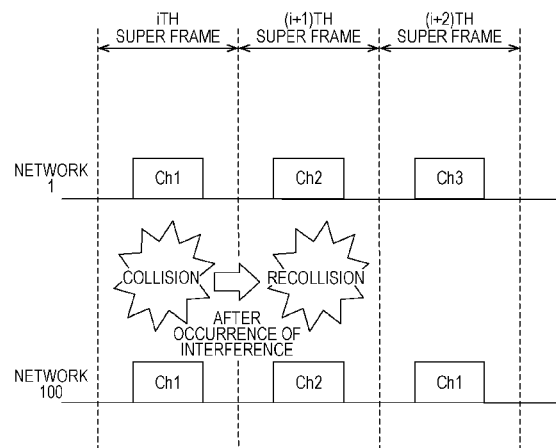 iTH
SUPER FRAME
(i+1)TH
SUPER FRAME
(i+2)TH
SUPER FRAME
NETWORK
1
Ch1
Ch2
Ch3
COLLISION
RECOLLISION
AFTER
OCCURRENCE OF
INTERFERENCE
NETWORK
100
Ch1
Ch2
Ch1